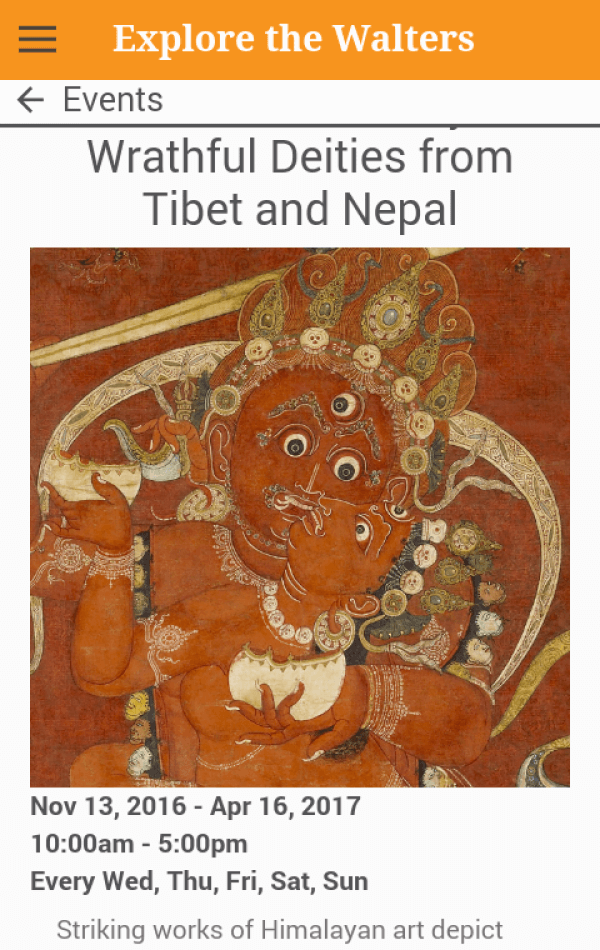 Explore the Walters
Events
Wrathful Deities from
Tibet and Nepal
Nov 13, 2016 - Apr 16, 2017
10:00am - 5:00pm
Every Wed, Thu, Fri, Sat, Sun
Striking works of Himalayan art depict